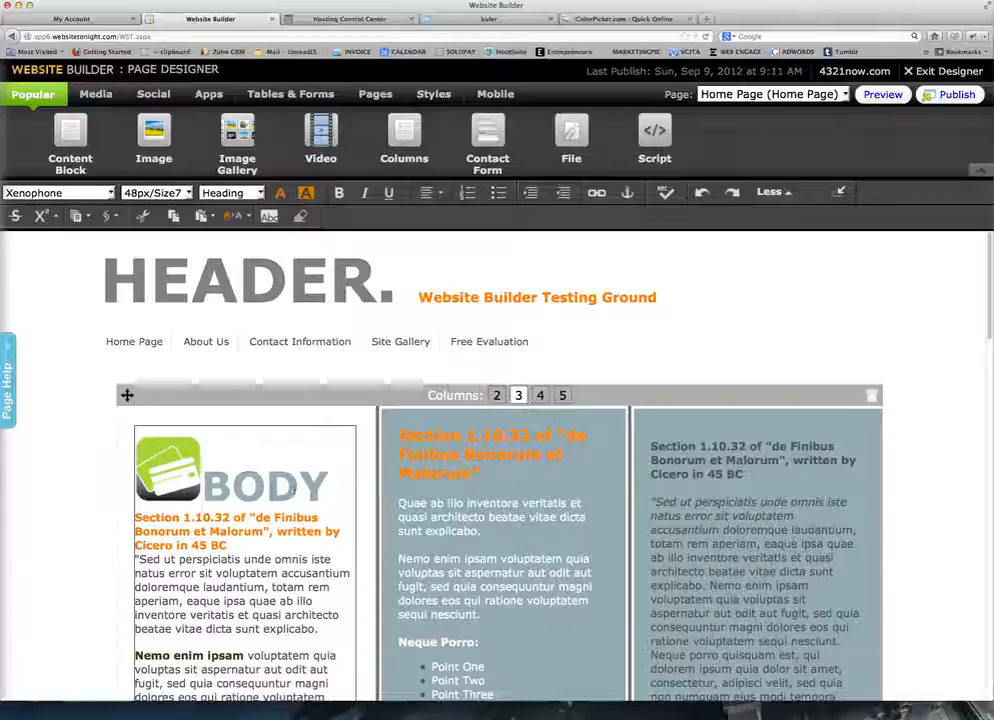 Website Builder
My Account
Website Builder
Hosting Control Center
kuler
ColorPicker.com : Quick Online
app6.websitetonight.com/WST.aspx
Google
Most Visited
Getting Started
--clipboard--
Zoho CRM
Mail - Unread15
INVOICE
CALENDAR
SOLUPAY
HootSuite
Entrepreneurs
MARKETINGPIE
VCITA
WEB ENGAGE
ADWORDS
Tumblr
Bookmarks
WEBSITE BUILDER : PAGE DESIGNER
Last Publish: Sun, Sep 9, 2012 at 9:11 AM
4321now.com
Exit Designer
Popular
Media
Social
Apps
Tables & Forms
Pages
Styles
Mobile
Page:
Home Page (Home Page)
Preview
Publish
Content Block
Image
Image Gallery
Video
Columns
Contact Form
File
Script
Xenophone
48px/Size7
Heading
A
A
B
I
U
Less
S
X
Abc
Page Help
HEADER.
Website Builder Testing Ground
Home Page
About Us
Contact Information
Site Gallery
Free Evaluation
Columns: 2 3 4 5
BODY
Section 1.10.32 of "de Finibus
Bonorum et Malorum", written by
Cicero in 45 BC
"Sed ut perspiciatis unde omnis iste
natus error sit voluptatem accusantium
doloremque laudantium, totam rem
aperiam, eaque ipsa quae ab illo
inventore veritatis et quasi architecto
beatae vitae dicta sunt explicabo.
Nemo enim ipsam voluptatem quia
voluptas sit aspernatur aut odit aut
fugit, sed quia consequuntur magni
dolores eos qui ratione voluptatem
Section 1.10.32 of "de
Finibus Bonorum et
Malorum"
Quae ab illo inventore veritatis et
quasi architecto beatae vitae dicta
sunt explicabo.
Nemo enim ipsam voluptatem quia
voluptas sit aspernatur aut odit aut
fugit, sed quia consequuntur magni
dolores eos qui ratione voluptatem
sequi nesciunt.
Neque Porro:
Point One
Point Two
Point Three
Section 1.10.32 of "de Finibus
Bonorum et Malorum", written by
Cicero in 45 BC
"Sed ut perspiciatis unde omnis iste
natus error sit voluptatem
accusantium doloremque laudantium,
totam rem aperiam, eaque ipsa quae
ab illo inventore veritatis et quasi
architecto beatae vitae dicta sunt
explicabo. Nemo enim ipsam
voluptatem quia voluptas sit
aspernatur aut odit aut fugit, sed quia
consequuntur magni dolores eos qui
ratione voluptatem sequi nesciunt.
Neque porro quisquam est, qui
dolorem ipsum quia dolor sit amet,
consectetur, adipisci velit, sed quia
non numquam eius modi tempora